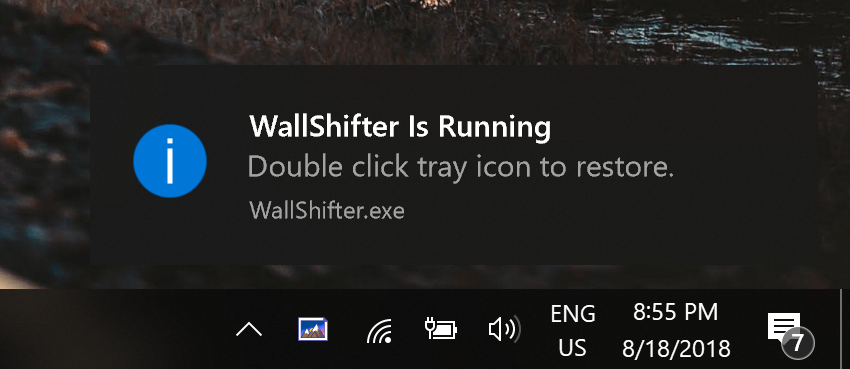 WallShifter Is Running
Double click tray icon to restore.
WallShifter.exe
ENG
US
8:55 PM
8/18/2018
7